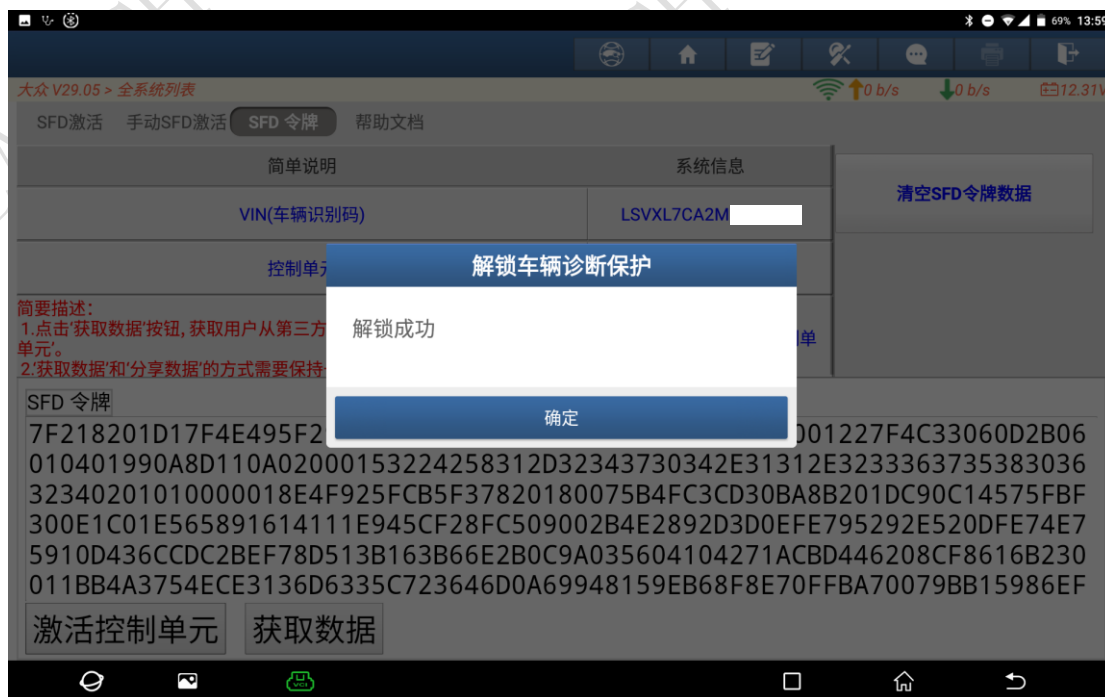 69% 13:59
大众 V29.05 > 全系统列表
0 b/s
0 b/s
12.31V
SFD激活
手动SFD激活
SFD 令牌
帮助文档
简单说明
系统信息
清空SFD令牌数据
VIN(车辆识别码)
LSVXL7CA2M
控制单
解锁车辆诊断保护
解锁成功
确定
简要描述:
1.点击'获取数据'按钮, 获取用户从第三方
单元'。
2.'获取数据'和'分享数据'的方式需要保持
单
SFD 令牌
7F218201D17F4E495F2
001227F4C33060D2B06
010401990A8D110A02000153224258312D32343730342E31312E3233363735383036
32340201010000018E4F925FCB5F37820180075B4FC3CD30BA8B201DC90C14575FBF
300E1C01E565891614111E945CF28FC509002B4E2892D3D0EFE795292E520DFE74E7
5910D436CCDC2BEF78D513B163B66E2B0C9A035604104271ACBD446208CF8616B230
011BB4A3754ECE3136D6335C723646D0A69948159EB68F8E70FFBA70079BB15986EF
激活控制单元
获取数据
VCI